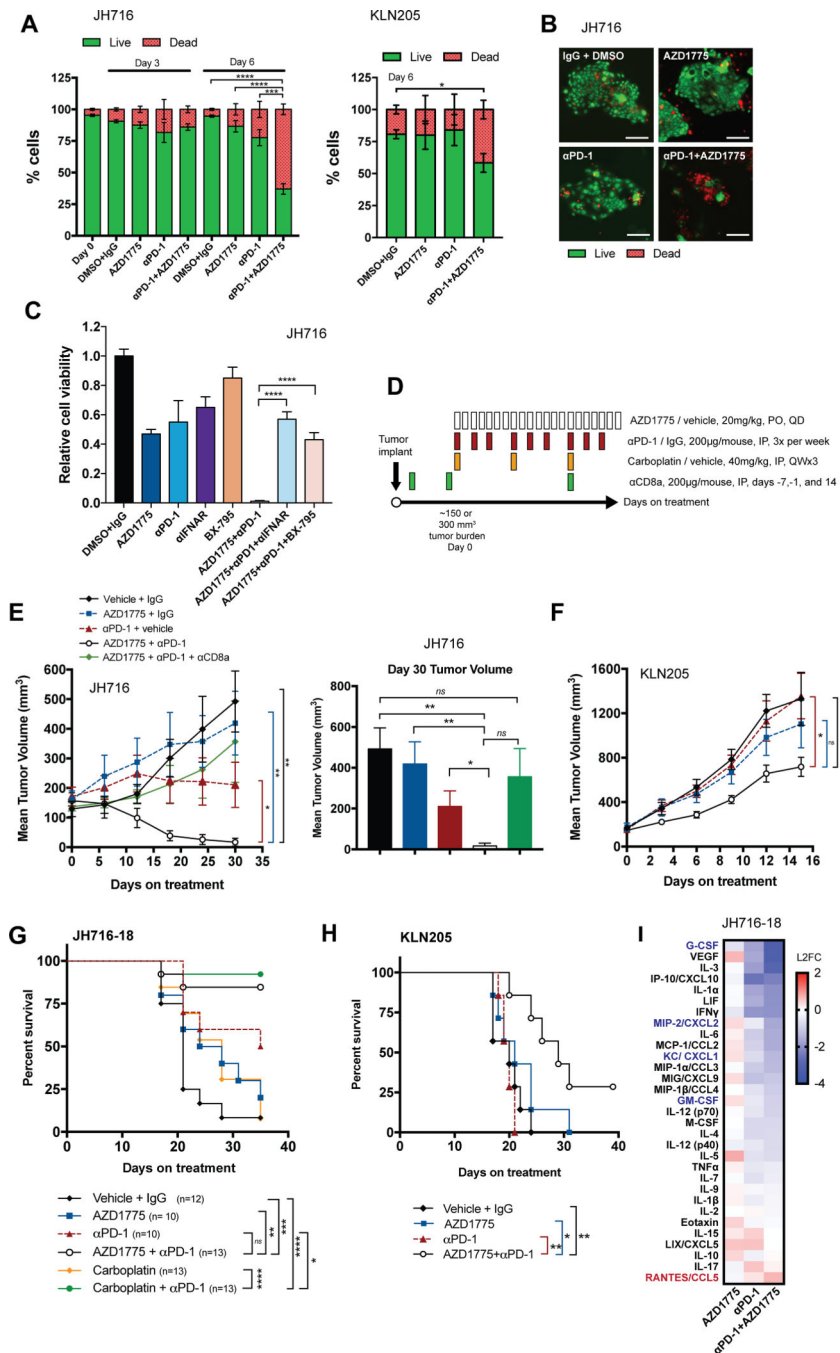 A
JH716
Live Dead
Day 3 Day 6
**** **** ***
% cells
125
100
75
50
25
0
Day 0
DMSO+IgG
AZD1775
αPD-1
αPD-1+AZD1775
DMSO+IgG
AZD1775
αPD-1
αPD-1+AZD1775
KLN205
Live Dead
Day 6
*
% cells
125
100
75
50
25
0
DMSO+IgG
AZD1775
αPD-1
αPD-1+AZD1775
B
JH716
IgG + DMSO
AZD1775
αPD-1
αPD-1+AZD1775
Live Dead
C
JH716
Relative cell viability
1.2
1.0
0.8
0.6
0.4
0.2
0.0
****
****
DMSO+IgG
AZD1775
αPD-1
αIFNAR
BX-795
AZD1775+αPD-1
AZD1775+αPD1+αIFNAR
AZD1775+αPD-1+BX-795
D
Tumor
implant
AZD1775 / vehicle, 20mg/kg, PO, QD
αPD-1 / IgG, 200µg/mouse, IP, 3x per week
Carboplatin / vehicle, 40mg/kg, IP, QWx3
αCD8a, 200µg/mouse, IP, days -7,-1, and 14
Days on treatment
~150 or
300 mm³
tumor burden
Day 0
E
Vehicle + IgG
AZD1775 + IgG
αPD-1 + vehicle
AZD1775 + αPD-1
AZD1775 + αPD-1 + αCD8a
JH716
Mean Tumor Volume (mm³)
600
500
400
300
200
100
0
0 5 10 15 20 25 30 35
Days on treatment
* ** **
JH716
Day 30 Tumor Volume
Mean Tumor Volume (mm³)
800
600
400
200
0
ns
**
**
ns
*
F
KLN205
Mean Tumor Volume (mm³)
1600
1200
800
400
0
0 2 4 6 8 10 12 14 16
Days on treatment
* ns
G
JH716-18
Percent survival
100
75
50
25
0
0 10 20 30 40
Days on treatment
Vehicle + IgG (n=12)
AZD1775 (n= 10)
αPD-1 (n=10)
AZD1775 + αPD-1 (n=13)
Carboplatin (n=13)
Carboplatin + αPD-1 (n=13)
ns ** *** **** *
****
H
KLN205
Percent survival
100
75
50
25
0
0 10 20 30 40
Days on treatment
Vehicle + IgG
AZD1775
αPD-1
AZD1775+αPD-1
** * **
I
JH716-18
G-CSF
VEGF
IL-3
IP-10/CXCL10
IL-1α
LIF
IFNγ
MIP-2/CXCL2
IL-6
MCP-1/CCL2
KC/ CXCL1
MIP-1α/CCL3
MIG/CXCL9
MIP-1β/CCL4
GM-CSF
IL-12 (p70)
M-CSF
IL-4
IL-12 (p40)
IL-5
TNFα
IL-7
IL-9
IL-1β
IL-2
Eotaxin
IL-15
LIX/CXCL5
IL-10
IL-17
RANTES/CCL5
AZD1775
αPD-1
αPD-1+AZD1775
L2FC
2
0
-2
-4